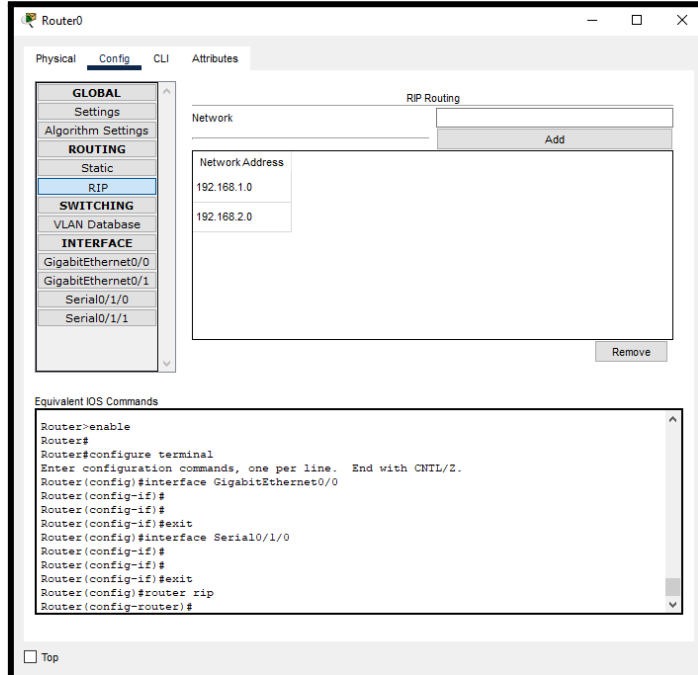 Router0
Physical Config CLI Attributes
GLOBAL
Settings
Algorithm Settings
ROUTING
Static
RIP
SWITCHING
VLAN Database
INTERFACE
GigabitEthernet0/0
GigabitEthernet0/1
Serial0/1/0
Serial0/1/1
RIP Routing
Network
Add
Network Address
192.168.1.0
192.168.2.0
Remove
Equivalent IOS Commands
Router>enable
Router#
Router#configure terminal
Enter configuration commands, one per line. End with CNTL/Z.
Router(config)#interface GigabitEthernet0/0
Router(config-if)#
Router(config-if)#
Router(config-if)#exit
Router(config)#interface Serial0/1/0
Router(config-if)#
Router(config-if)#
Router(config-if)#exit
Router(config)#router rip
Router(config-router)#
Top